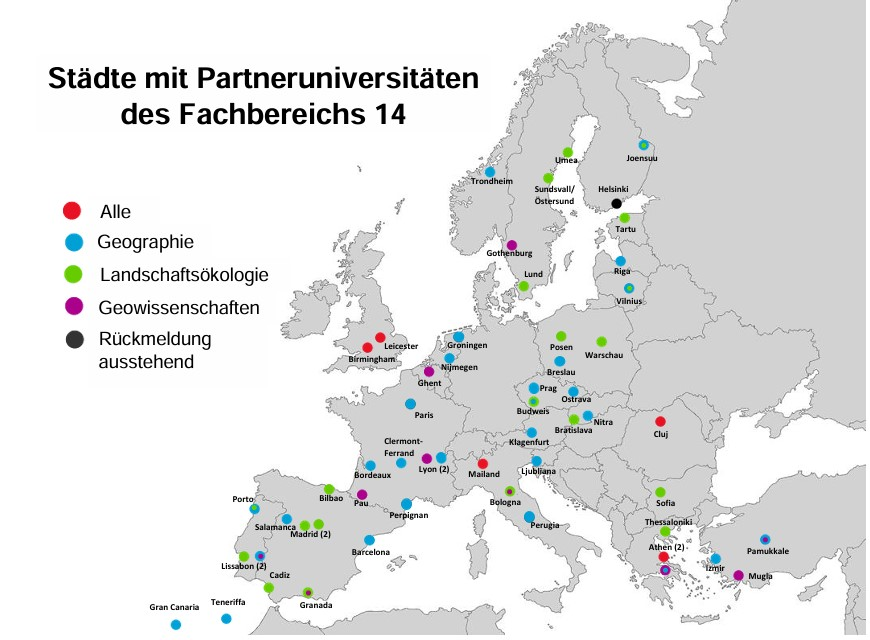 Städte mit Partneruniversitäten
des Fachbereichs 14
Alle
Geographie
Landschaftsökologie
Geowissenschaften
Rückmeldung
ausstehend
Umea
Joensuu
Trondheim
Sundsvall/
Östersund
Helsinki
Tartu
Gothenburg
Riga
Lund
Vilnius
Leicester
Birmingham
Groningen
Nijmegen
Posen
Warschau
Breslau
Ghent
Prag
Ostrava
Budweis
Paris
Nitra
Bratislava
Klagenfurt
Cluj
Clermont-
Ferrand
Lyon (2)
Mailand
Ljubliana
Bordeaux
Bilbao
Pau
Bologna
Sofia
Porto
Perpignan
Perugia
Salamanca
Madrid (2)
Thessaloniki
Barcelona
Athen (2)
Pamukkale
Lissabon (2)
Izmir
Mugla
Cadiz
Granada
Gran Canaria
Teneriffa